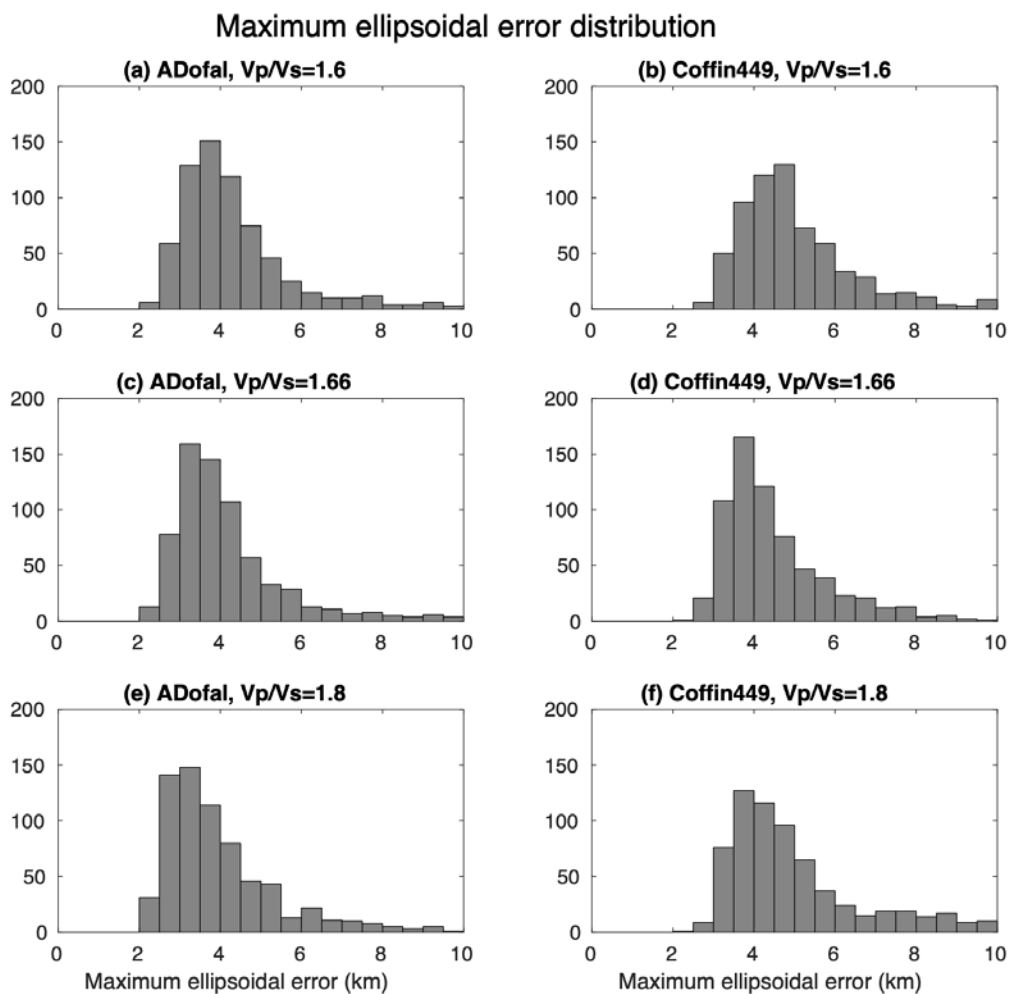 Maximum ellipsoidal error distribution
(a) ADofal, Vp/Vs=1.6
200
150
100
50
0
0 2 4 6 8 10
(b) Coffin449, Vp/Vs=1.6
200
150
100
50
0
0 2 4 6 8 10
(c) ADofal, Vp/Vs=1.66
200
150
100
50
0
0 2 4 6 8 10
(d) Coffin449, Vp/Vs=1.66
200
150
100
50
0
0 2 4 6 8 10
(e) ADofal, Vp/Vs=1.8
200
150
100
50
0
0 2 4 6 8 10
Maximum ellipsoidal error (km)
(f) Coffin449, Vp/Vs=1.8
200
150
100
50
0
0 2 4 6 8 10
Maximum ellipsoidal error (km)